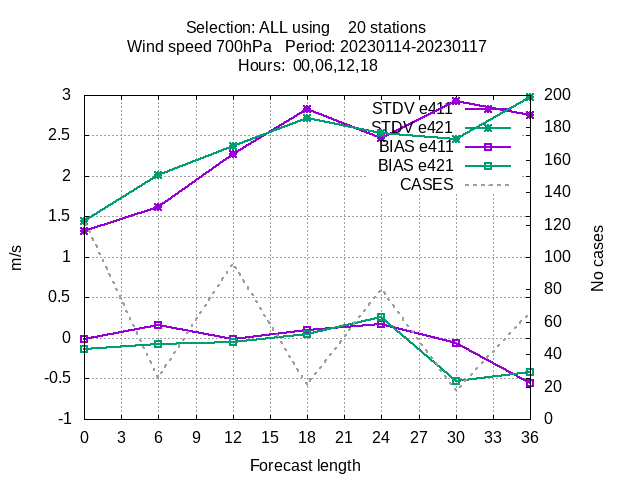 Selection: ALL using 20 stations
Wind speed 700hPa Period: 20230114-20230117
Hours: 00,06,12,18
STDV e411
STDV e421
BIAS e411
BIAS e421
CASES
3
2.5
2
1.5
1
0.5
0
-0.5
-1
200
180
160
140
120
100
80
60
40
20
0
m/s
No cases
0 3 6 9 12 15 18 21 24 27 30 33 36
Forecast length